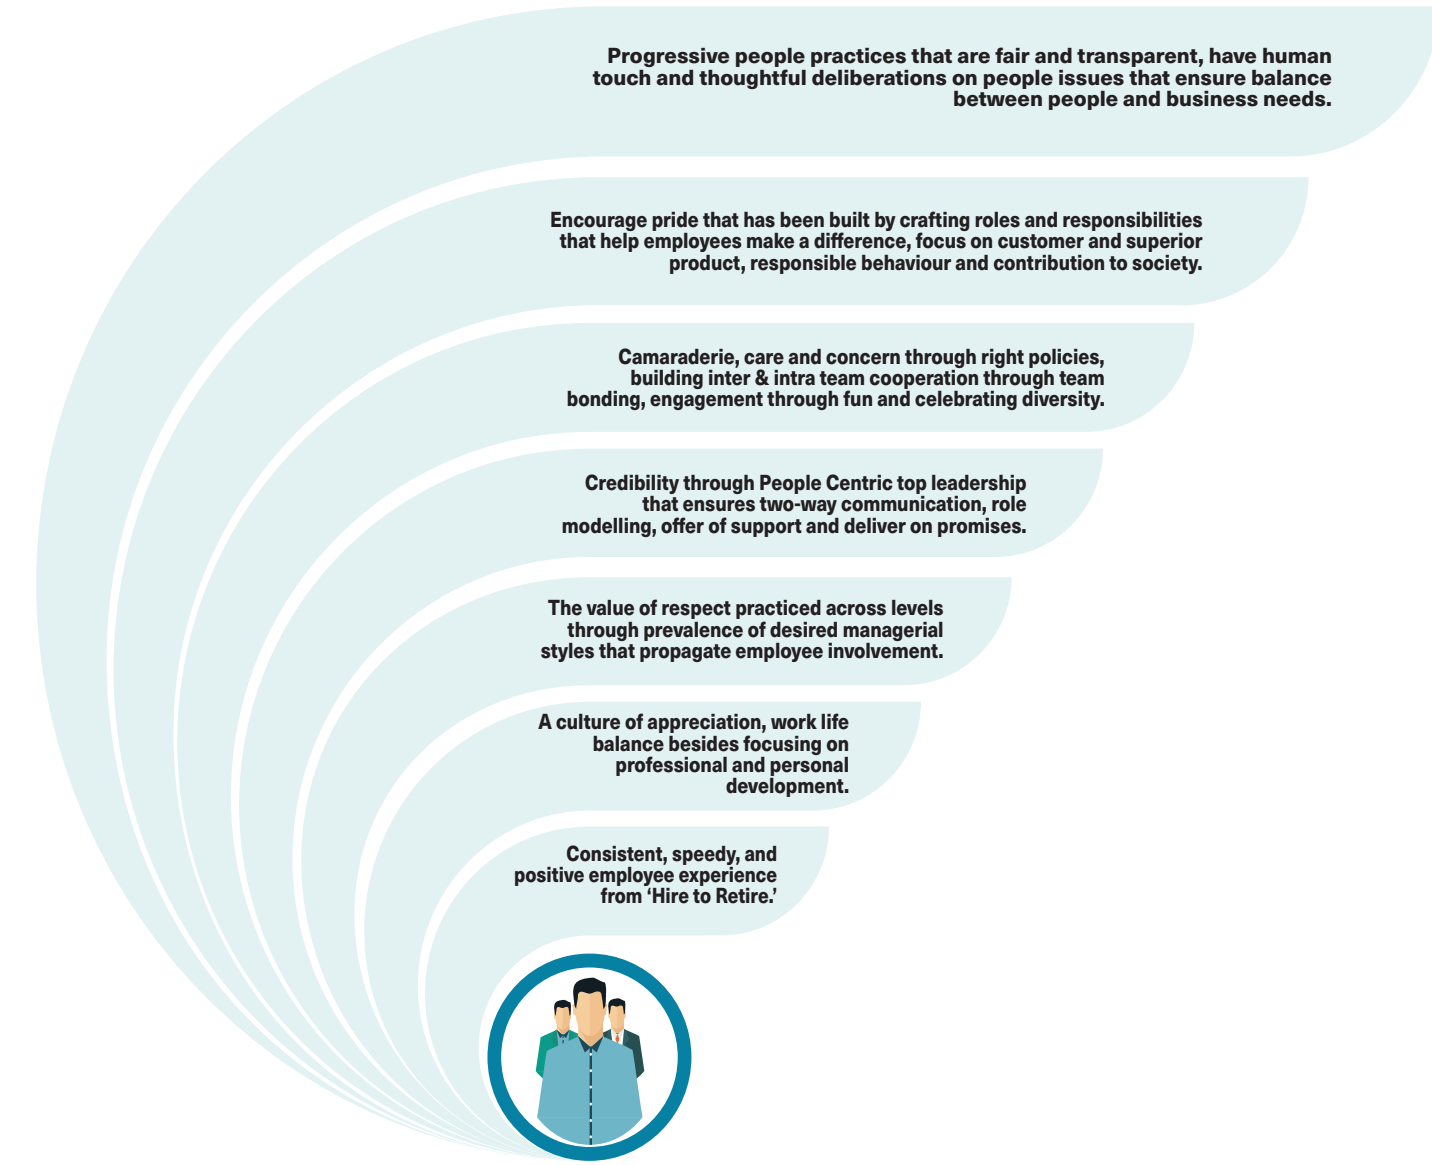 Progressive people practices that are fair and transparent, have human
touch and thoughtful deliberations on people issues that ensure balance
between people and business needs.
Encourage pride that has been built by crafting roles and responsibilities
that help employees make a difference, focus on customer and superior
product, responsible behaviour and contribution to society.
Camaraderie, care and concern through right policies,
building inter & intra team cooperation through team
bonding, engagement through fun and celebrating diversity.
Credibility through People Centric top leadership
that ensures two-way communication, role
modelling, offer of support and deliver on promises.
The value of respect practiced across levels
through prevalence of desired managerial
styles that propagate employee involvement.
A culture of appreciation, work life
balance besides focusing on
professional and personal
development.
Consistent, speedy, and
positive employee experience
from ‘Hire to Retire.’